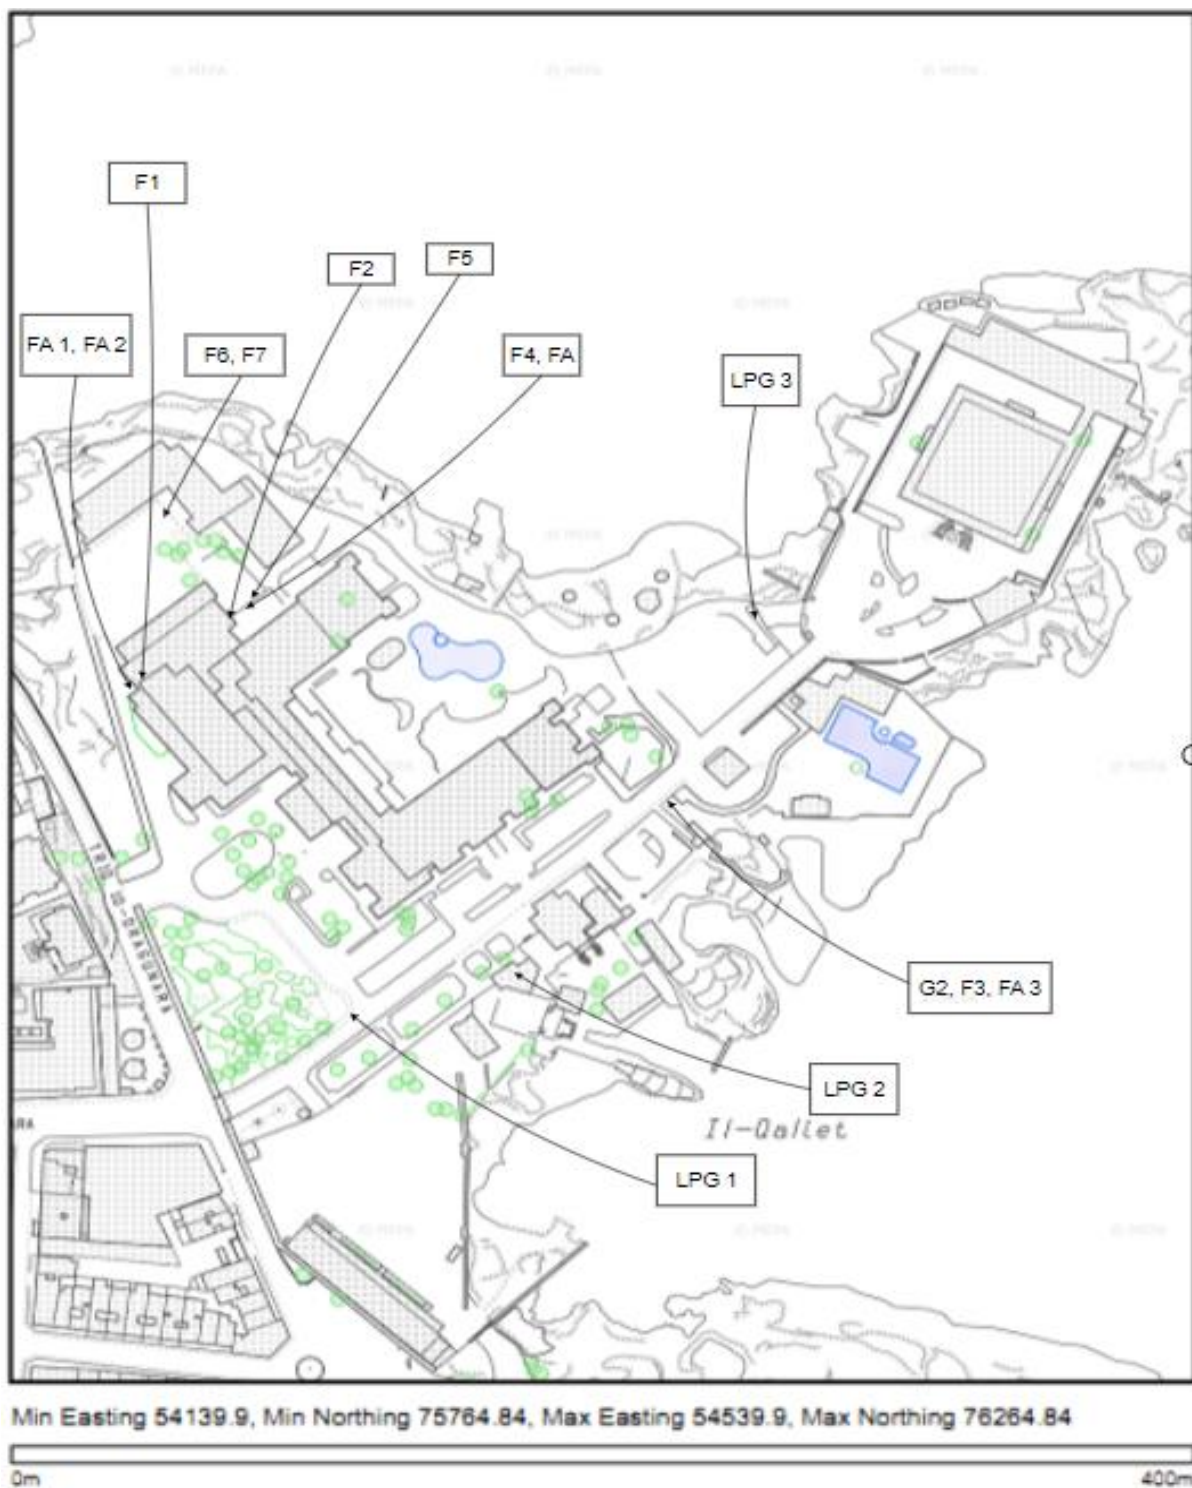 F1
F2
F5
FA 1, FA 2
F6, F7
F4, FA
LPG 3
G2, F3, FA 3
LPG 2
Il-Qaliet
LPG 1
Min Easting 54139.9, Min Northing 75764.84, Max Easting 54539.9, Max Northing 76264.84
0m
400m